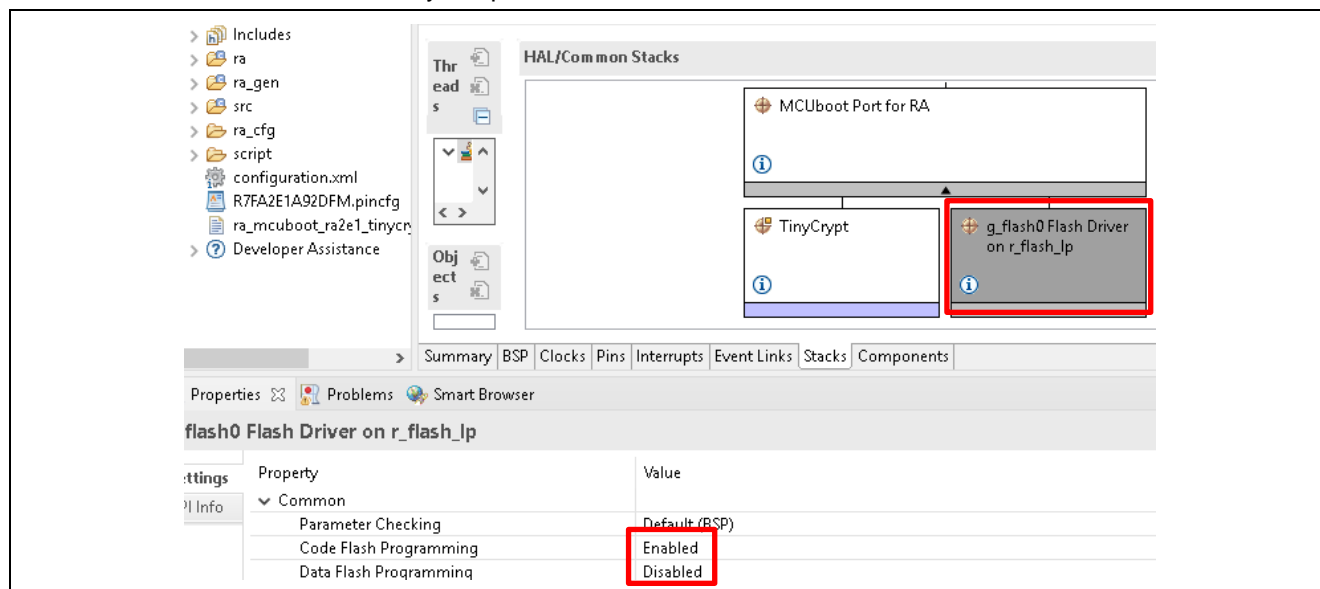 Includes
ra
ra_gen
src
ra_cfg
script
configuration.xml
R7FA2E1A92DFM.pincfg
ra_mcuboot_ra2e1_tinycr
Developer Assistance
Thr
ead
s
Obj
ect
s
HAL/Common Stacks
MCUboot Port for RA
TinyCrypt
g_flash0 Flash Driver
on r_flash_lp
Summary BSP Clocks Pins Interrupts Event Links Stacks Components
Properties Problems Smart Browser
flash0 Flash Driver on r_flash_lp
ettings
PI Info
Property Value
Common
Parameter Checking Default (BSP)
Code Flash Programming Enabled
Data Flash Programming Disabled